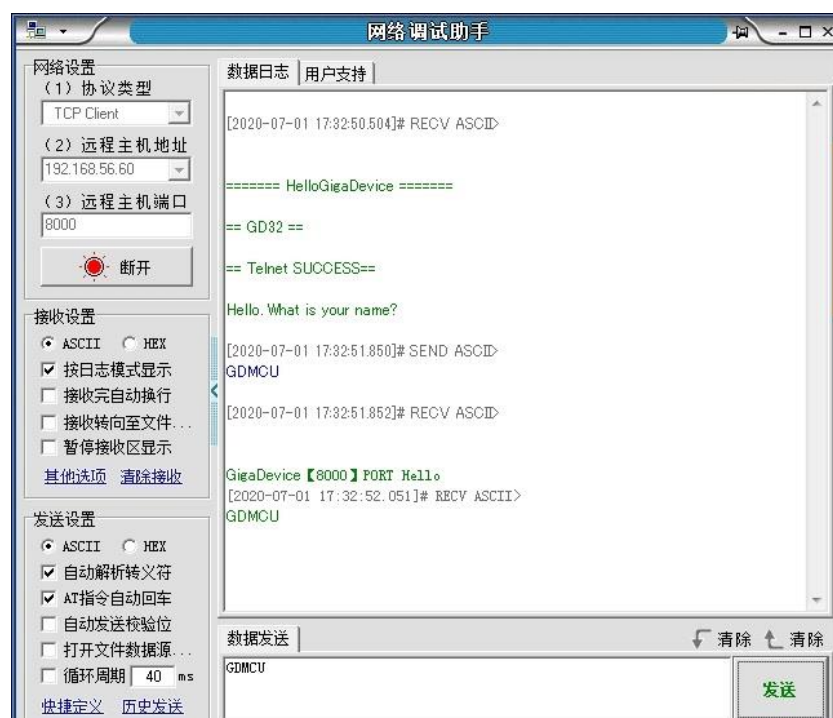 网络调试助手
网络设置
(1) 协议类型
TCP Client
(2) 远程主机地址
192.168.56.60
(3) 远程主机端口
8000
断开
接收设置
ASCII HEX
按日志模式显示
接收完自动换行
接收转向至文件...
暂停接收区显示
其他选项 清除接收
发送设置
ASCII HEX
自动解析转义符
AT指令自动回车
自动发送校验位
打开文件数据源...
循环周期 40 ms
快捷定义 历史发送
数据日志 用户支持
[2020-07-01 17:32:50.504]# RECV ASCII>
======= HelloGigaDevice =======
== GD32 ==
== Telnet SUCCESS==
Hello. What is your name?
[2020-07-01 17:32:51.850]# SEND ASCII>
GDMCU
[2020-07-01 17:32:51.852]# RECV ASCII>
GigaDevice【8000】PORT Hello
[2020-07-01 17:32:52.051]# RECV ASCII>
GDMCU
数据发送 清除 清除
GDMCU
发送